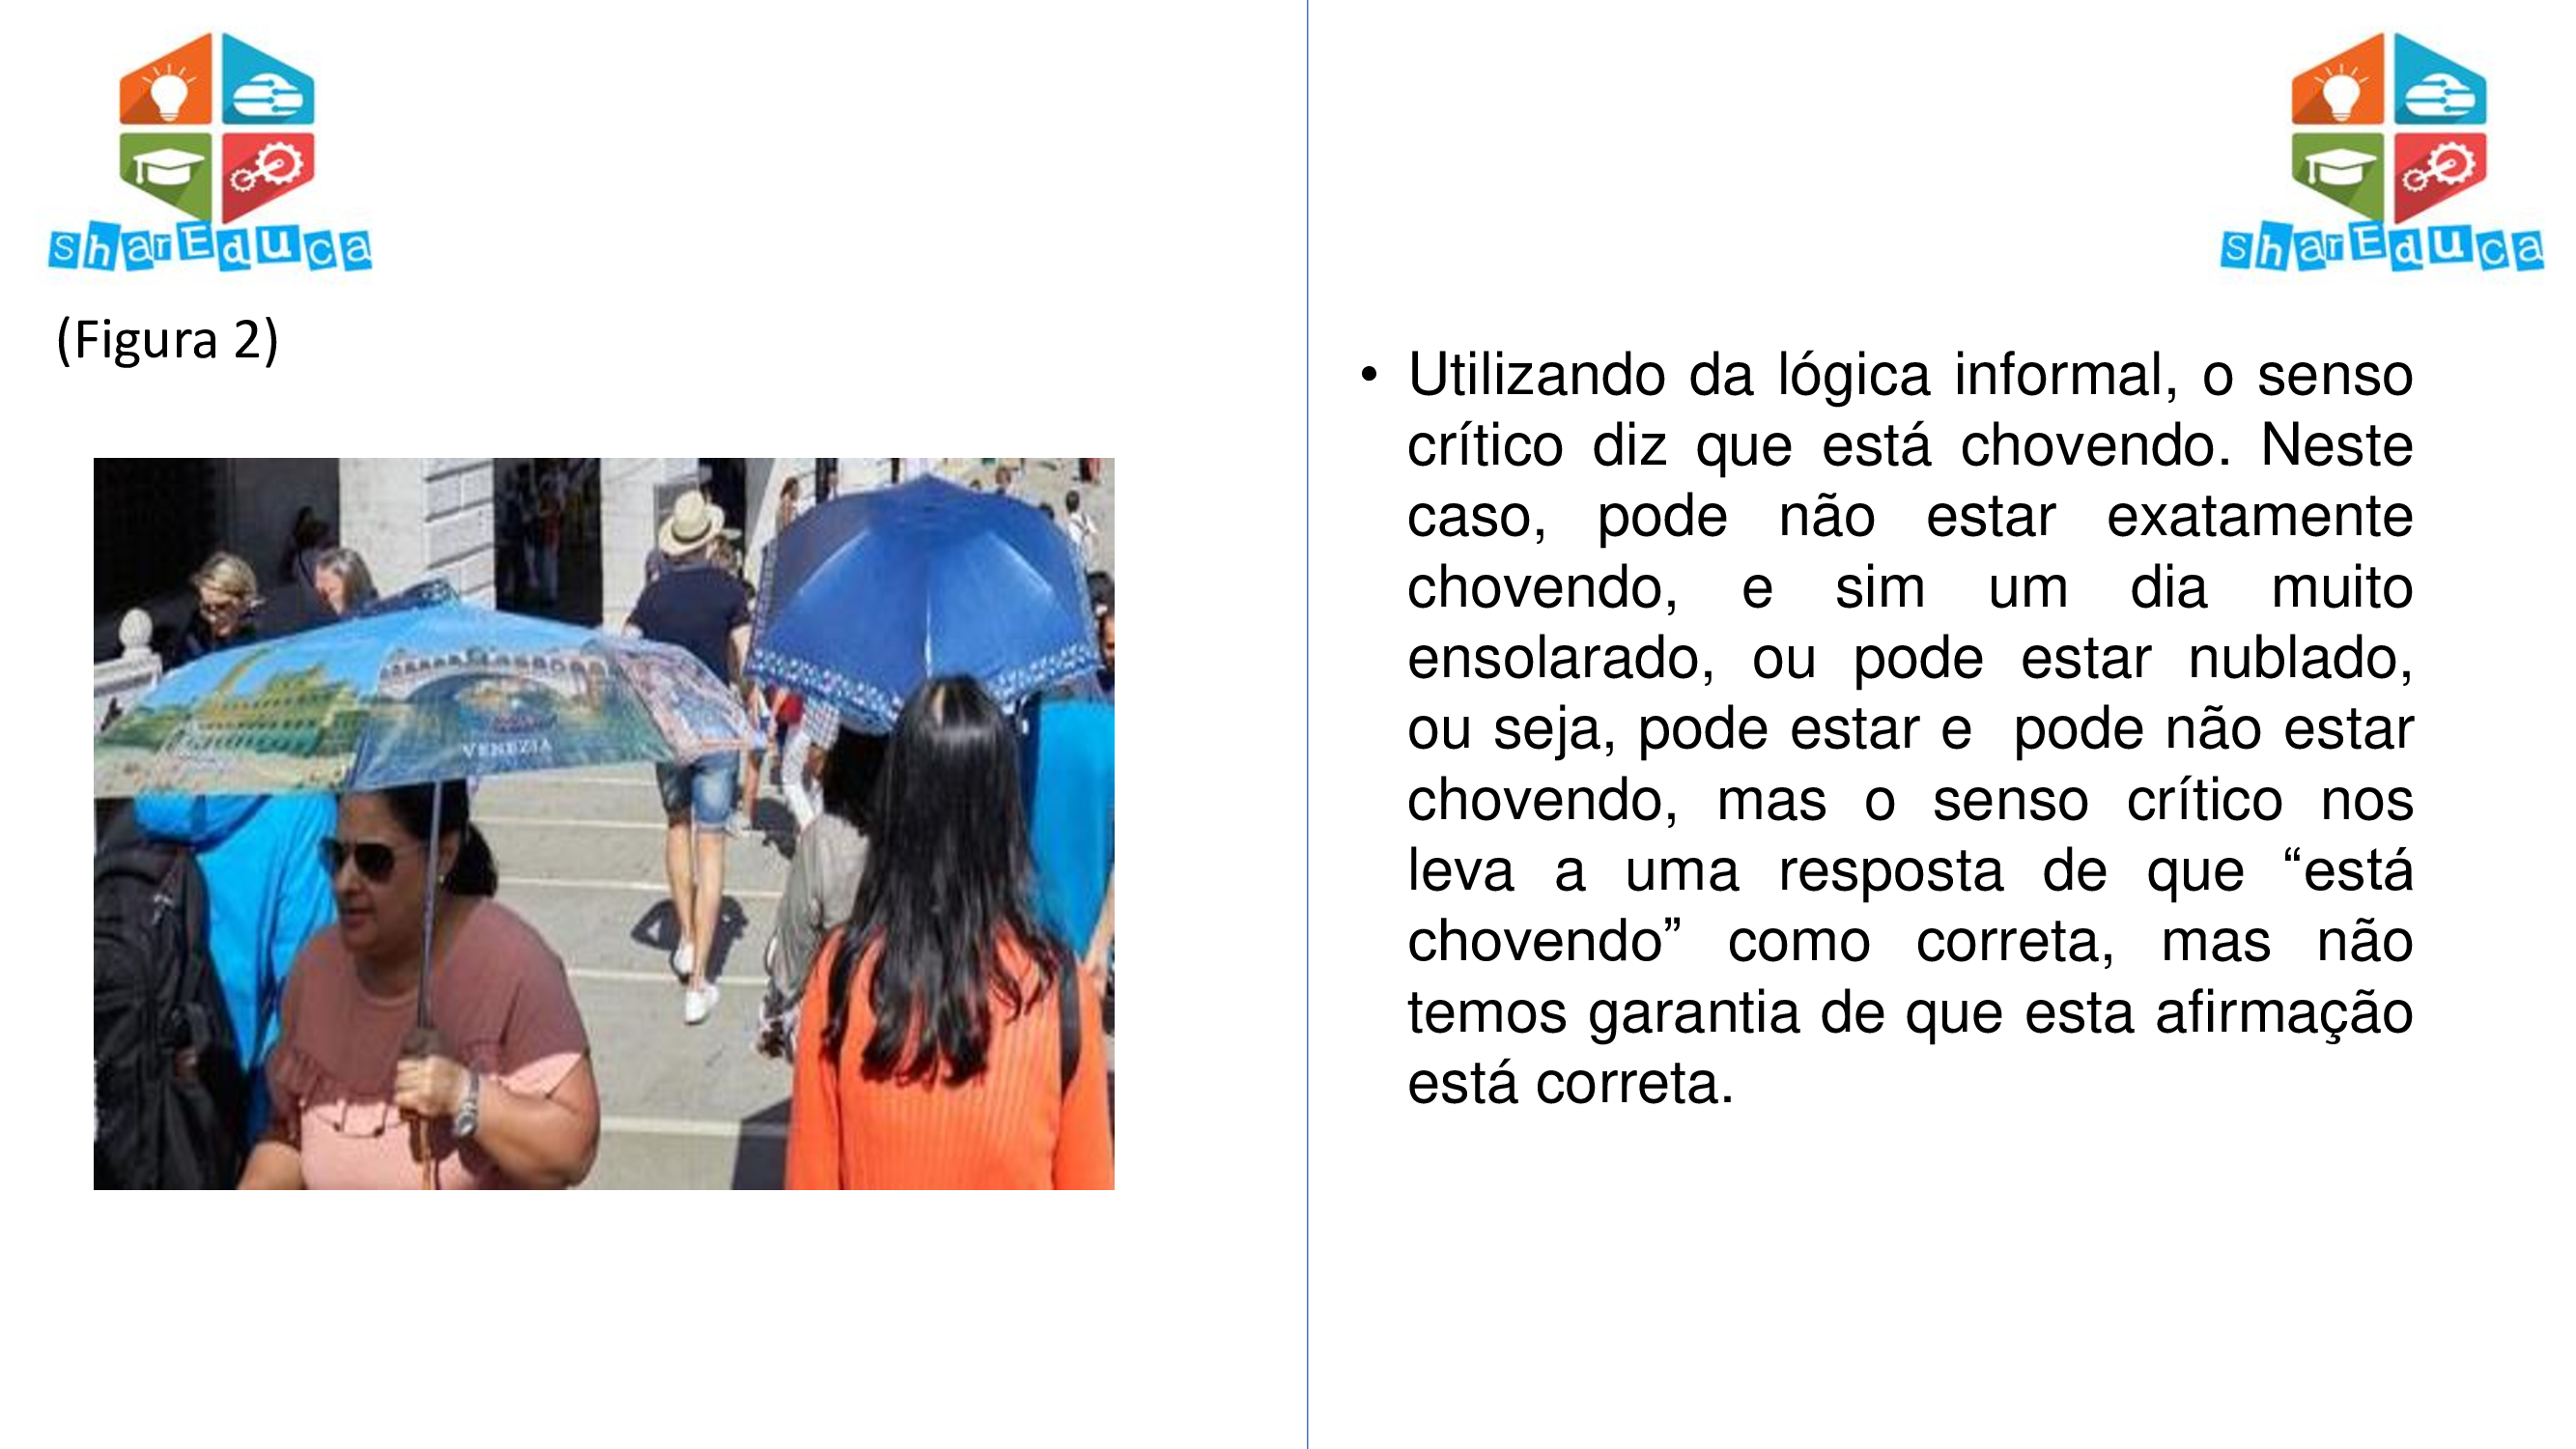 sharEduca
sharEduca
(Figura 2)
VENEZIA
• Utilizando da lógica informal, o senso
crítico diz que está chovendo. Neste
caso, pode não estar exatamente
chovendo, e sim um dia muito
ensolarado, ou pode estar nublado,
ou seja, pode estar e pode não estar
chovendo, mas o senso crítico nos
leva a uma resposta de que “está
chovendo” como correta, mas não
temos garantia de que esta afirmação
está correta.